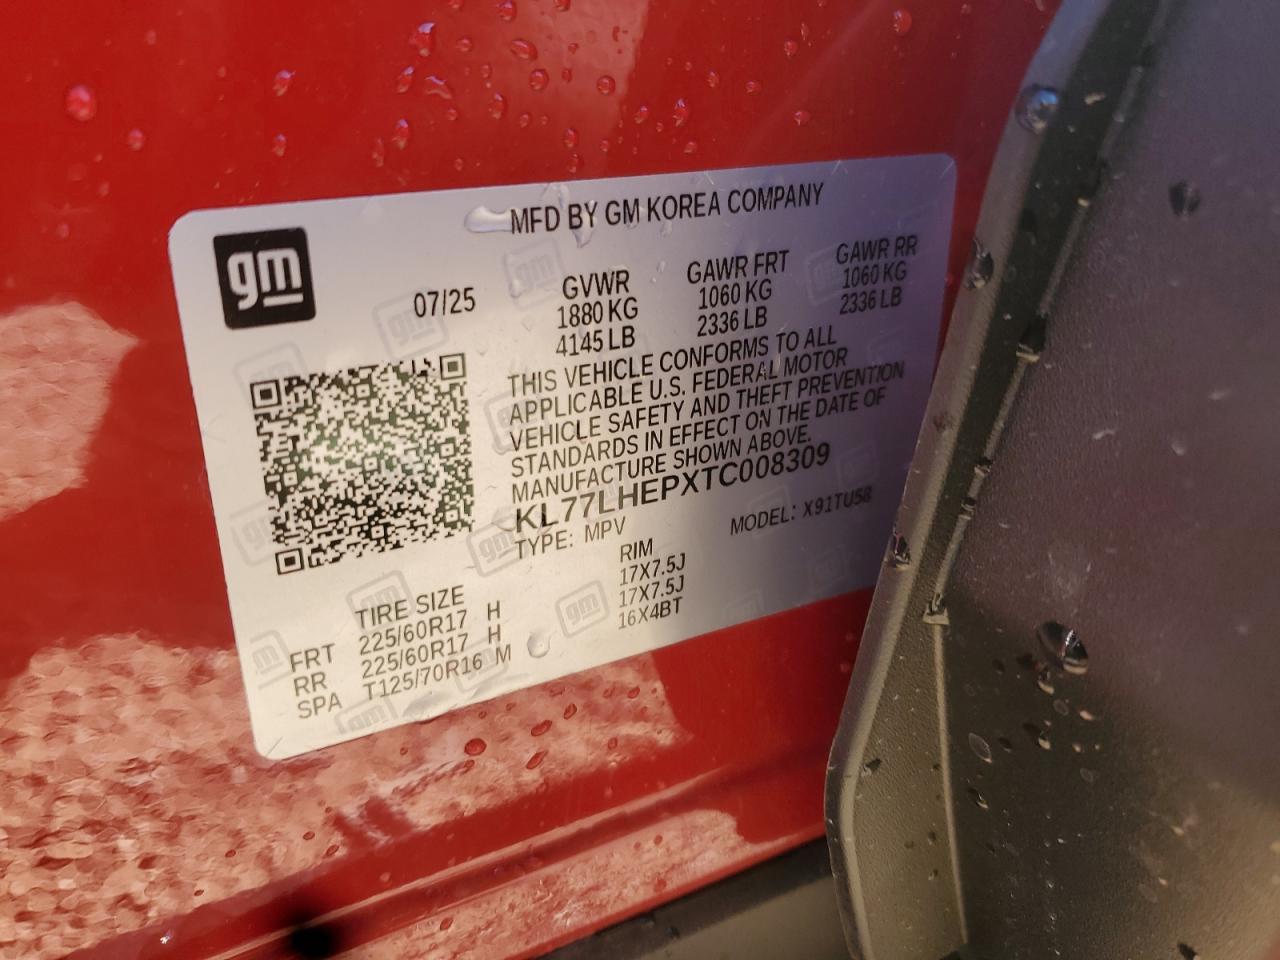 MFD BY GM KOREA COMPANY
gm
07/25
GVWR
1880 KG
4145 LB
GAWR FRT
1060 KG
2336 LB
GAWR RR
1060 KG
2336 LB
THIS VEHICLE CONFORMS TO ALL
APPLICABLE U.S. FEDERAL MOTOR
VEHICLE SAFETY AND THEFT PREVENTION
STANDARDS IN EFFECT ON THE DATE OF
MANUFACTURE SHOWN ABOVE.
KL77LHEPXTC008309
TYPE: MPV
MODEL: X91TU58
TIRE SIZE RIM
FRT 225/60R17 H 17X7.5J
RR 225/60R17 H 17X7.5J
SPA T125/70R16 M 16X4BT